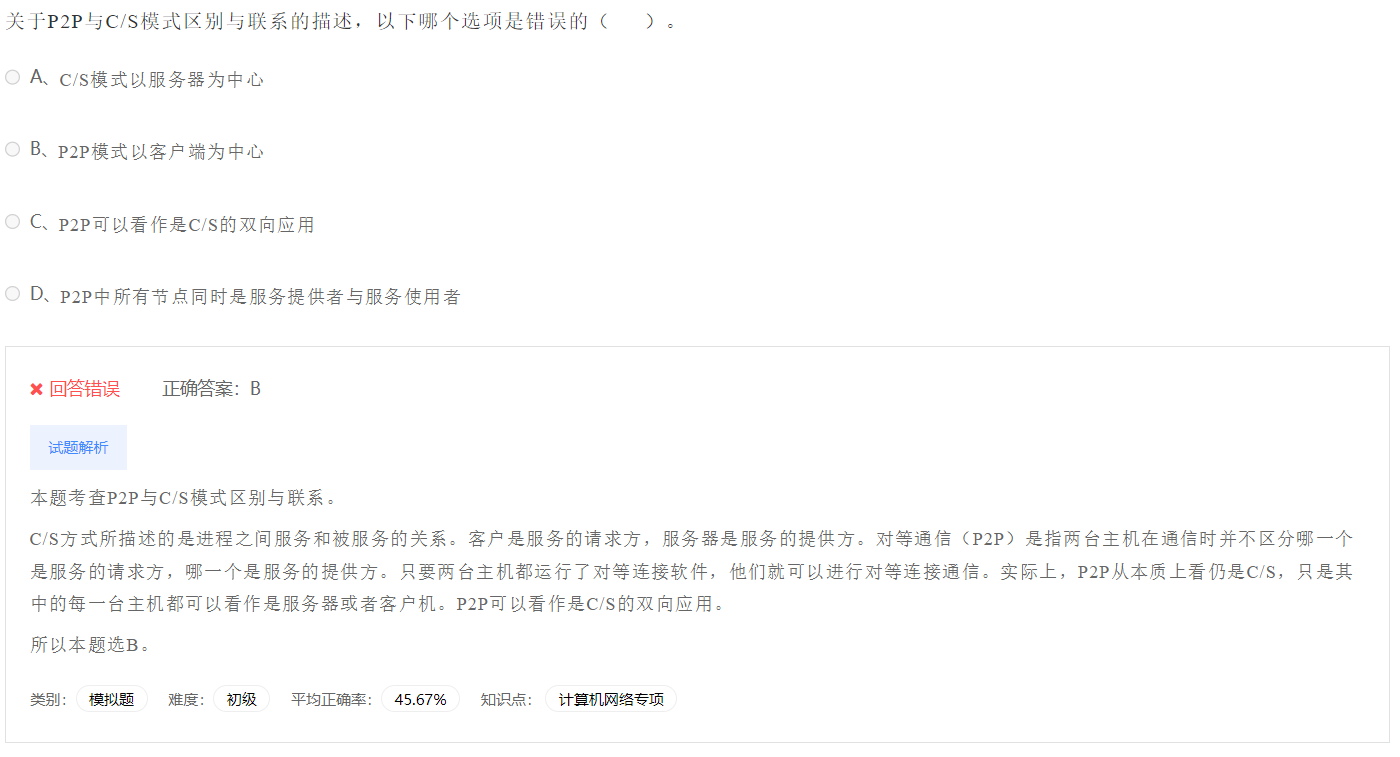 关于P2P与C/S模式区别与联系的描述，以下哪个选项是错误的（　　）。
A、C/S模式以服务器为中心
B、P2P模式以客户端为中心
C、P2P可以看作是C/S的双向应用
D、P2P中所有节点同时是服务提供者与服务使用者
✖ 回答错误　正确答案：B
试题解析
本题考查P2P与C/S模式区别与联系。
C/S方式所描述的是进程之间服务和被服务的关系。客户是服务的请求方，服务器是服务的提供方。对等通信（P2P）是指两台主机在通信时并不区分哪一个
是服务的请求方，哪一个是服务的提供方。只要两台主机都运行了对等连接软件，他们就可以进行对等连接通信。实际上，P2P从本质上看仍是C/S，只是其
中的每一台主机都可以看作是服务器或者客户机。P2P可以看作是C/S的双向应用。
所以本题选B。
类别： 模拟题 难度： 初级 平均正确率： 45.67% 知识点： 计算机网络专项